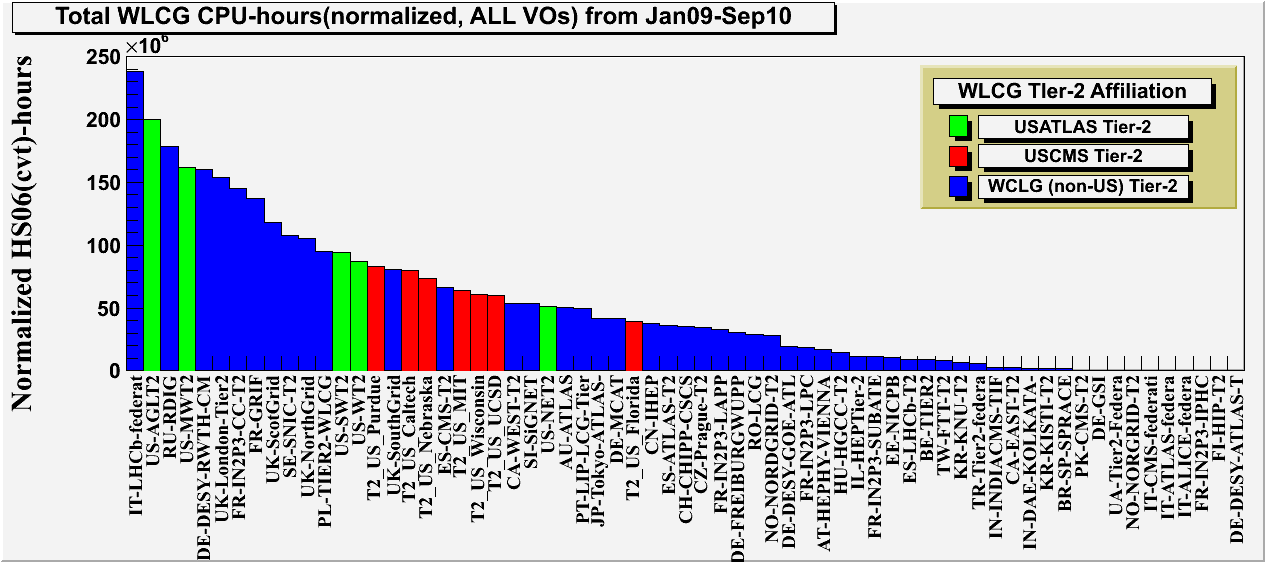 Total WLCG CPU-hours(normalized, ALL VOs) from Jan09-Sep10
×10⁶
Normalized HS06(cvt)-hours
250
200
150
100
50
0
WLCG TIer-2 Affiliation
USATLAS Tier-2
USCMS Tier-2
WCLG (non-US) Tier-2
IT-LHCb-federat
US-AGLT2
RU-RDIG
US-MWT2
DE-DESY-RWTH-CM
UK-London-Tier2
FR-IN2P3-CC-T2
FR-GRIF
UK-ScotGrid
SE-SNIC-T2
UK-NorthGrid
PL-TIER2-WLCG
US-SWT2
US-WT2
T2_US_Purdue
UK-SouthGrid
T2_US_Caltech
T2_US_Nebraska
ES-CMS-T2
T2_US_MIT
T2_US_Wisconsin
T2_US_UCSD
CA-WEST-T2
SI-SiGNET
US-NET2
AU-ATLAS
PT-LIP-LCG-Tier
JP-Tokyo-ATLAS-
DE-MCAT
T2_US_Florida
CN-IHEP
ES-ATLAS-T2
CH-CHIPP-CSCS
CZ-Prague-T2
FR-IN2P3-LAPP
DE-FREIBURGWUPP
RO-LCG
NO-NORDGRID-T2
DE-DESY-GOE-ATL
FR-IN2P3-LPC
AT-HEPHY-VIENNA
HU-HGCC-T2
IL-HEPTier-2
FR-IN2P3-SUBATE
EE-NICPB
ES-LHCb-T2
BE-TIER2
TW-FTT-T2
KR-KNU-T2
TR-Tier2-federa
IN-INDIACMS-TIF
CA-EAST-T2
IN-DAE-KOLKATA-
KR-KISTI-T2
BR-SP-SPRACE
PK-CMS-T2
DE-GSI
UA-Tier2-Federa
NO-NORGRID-T2
IT-CMS-federati
IT-ATLAS-federa
IT-ALICE-federa
FR-IN2P3-IPHC
FI-HIP-T2
DE-DESY-ATLAS-T